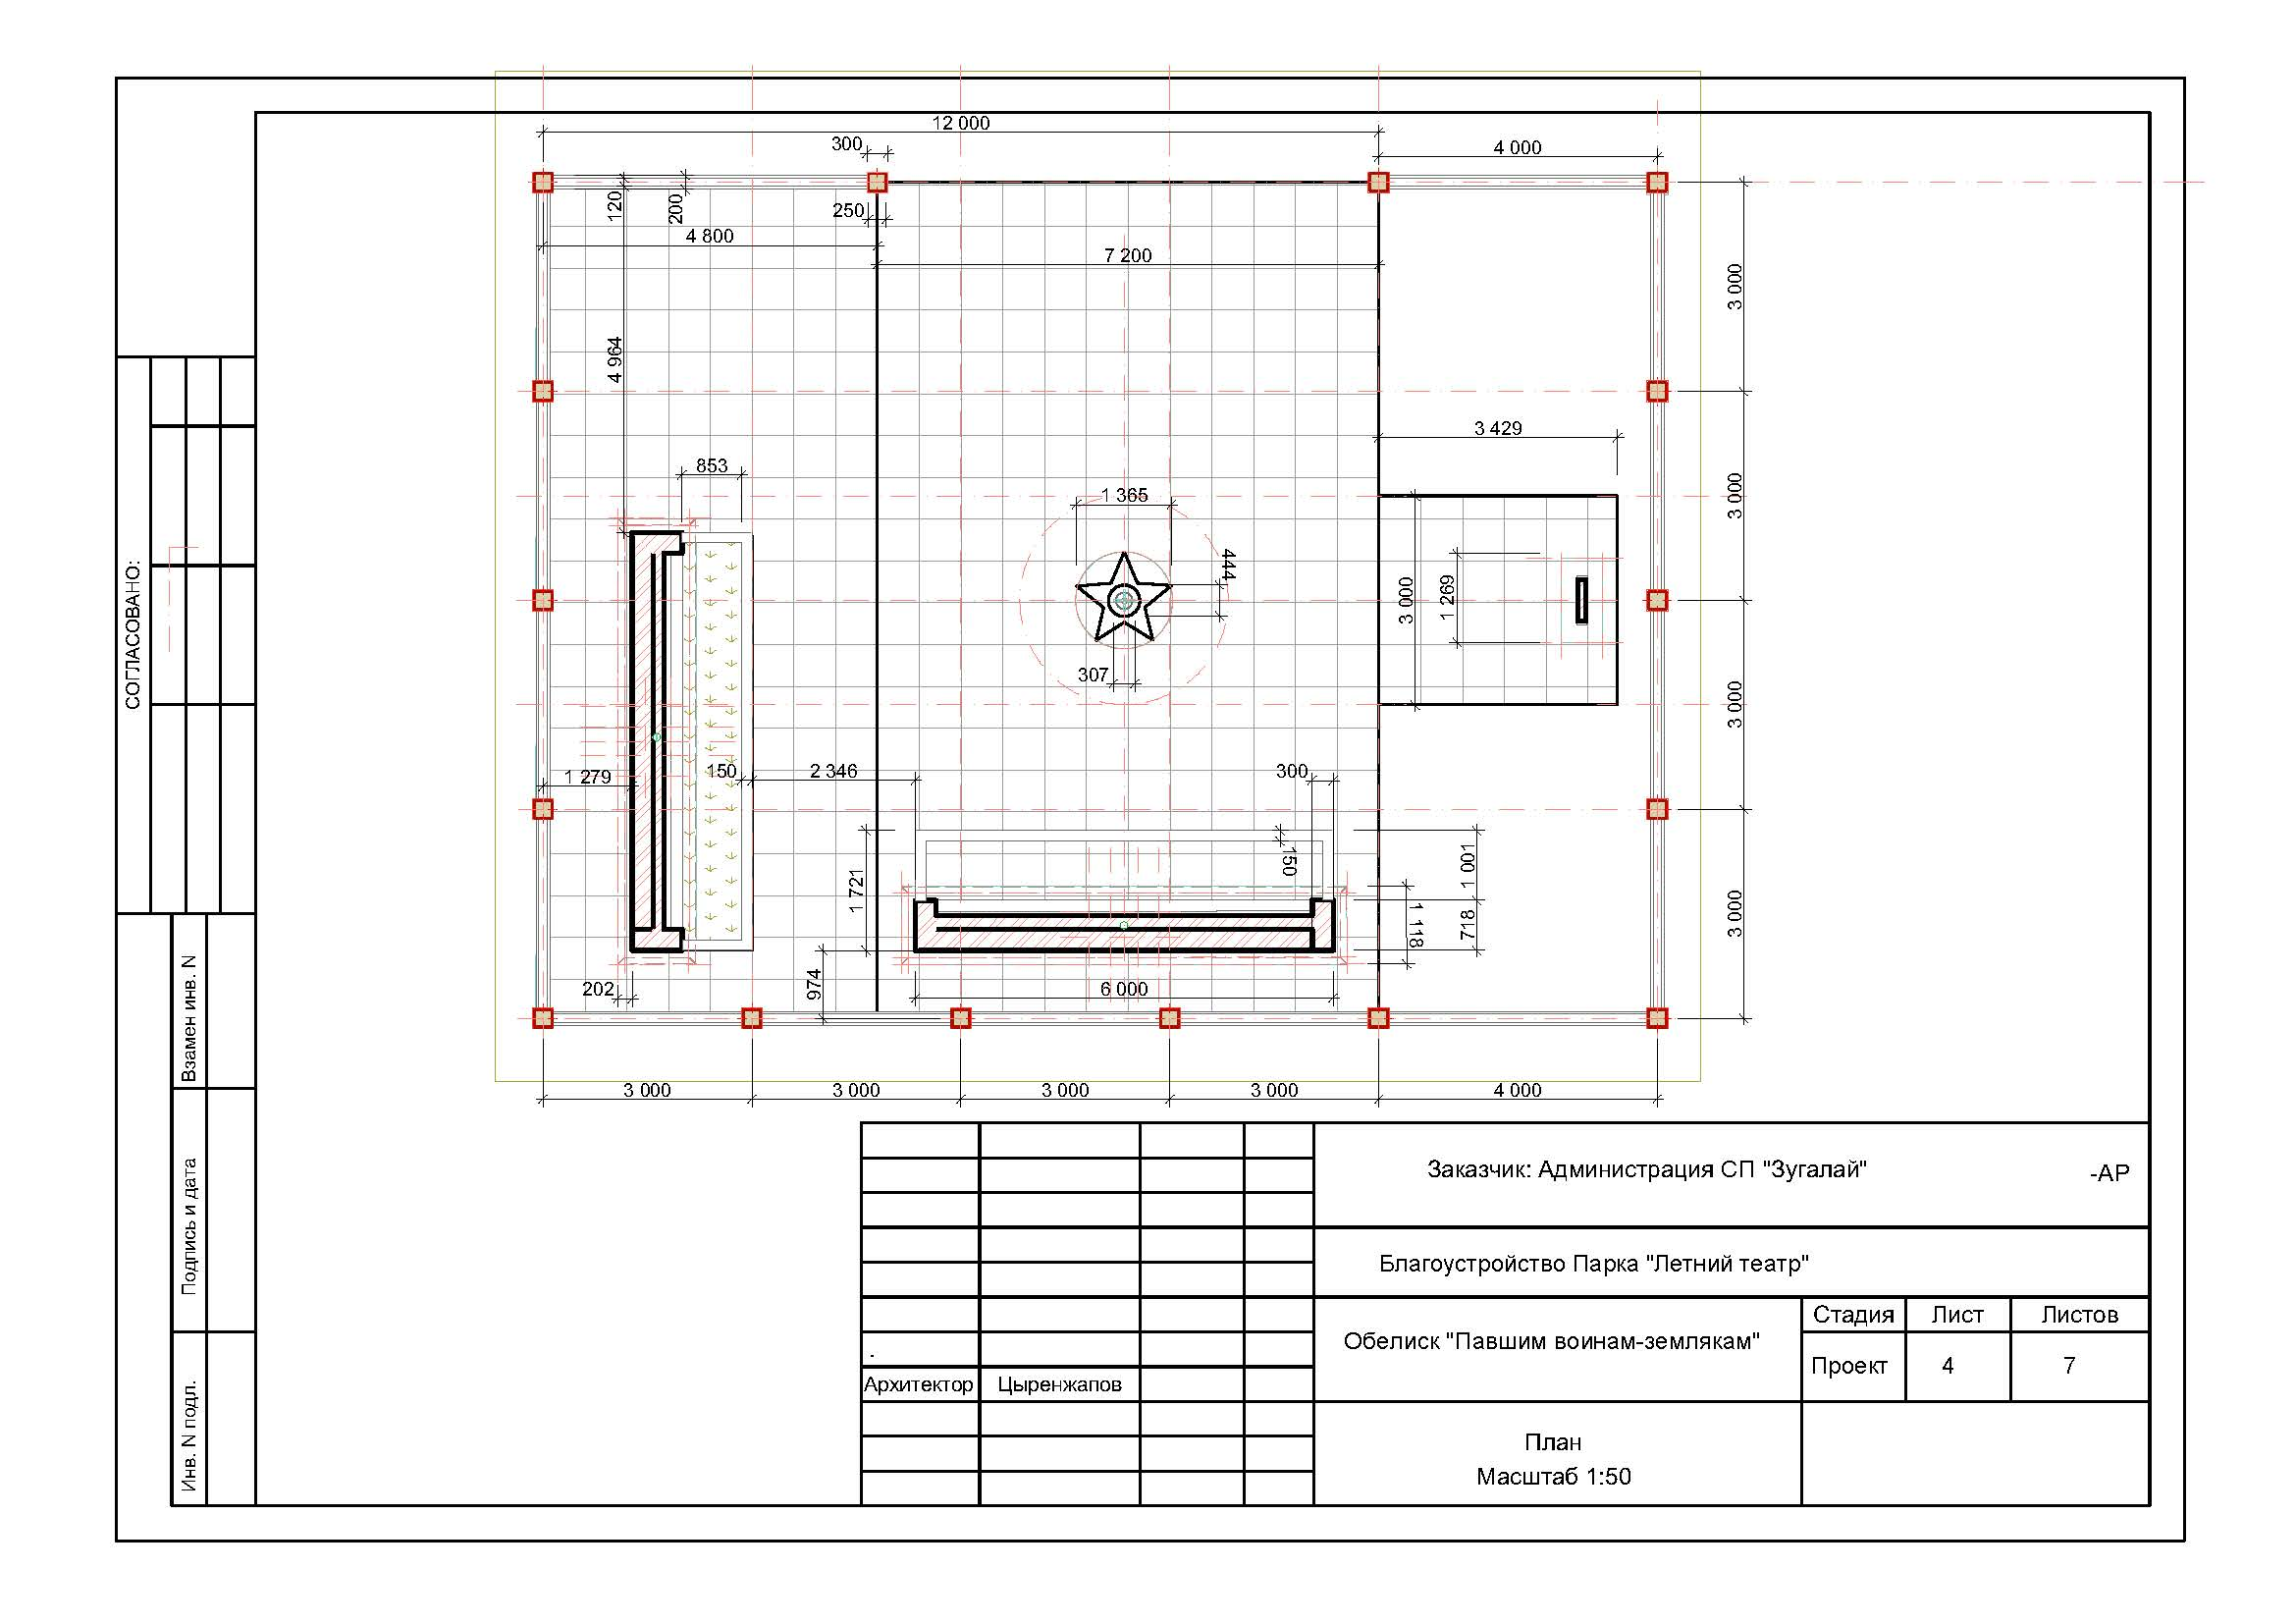 12 000
300
4 000
120
200
250
4 800
7 200
3 000
4 964
3 429
853
1 365
3 000
444
3 000
1 269
307
3 000
1 279
150
2 346
300
1 721
150
1 001
1 118
718
3 000
974
202
6 000
3 000
3 000
3 000
3 000
4 000
СОГЛАСОВАНО:
Взамен инв. N
Подпись и дата
Инв. N подл.
Заказчик: Администрация СП "Зугалай"
-АР
Благоустройство Парка "Летний театр"
Обелиск "Павшим воинам-землякам"
Стадия Лист Листов
Проект 4 7
.
Архитектор Цыренжапов
План
Масштаб 1:50